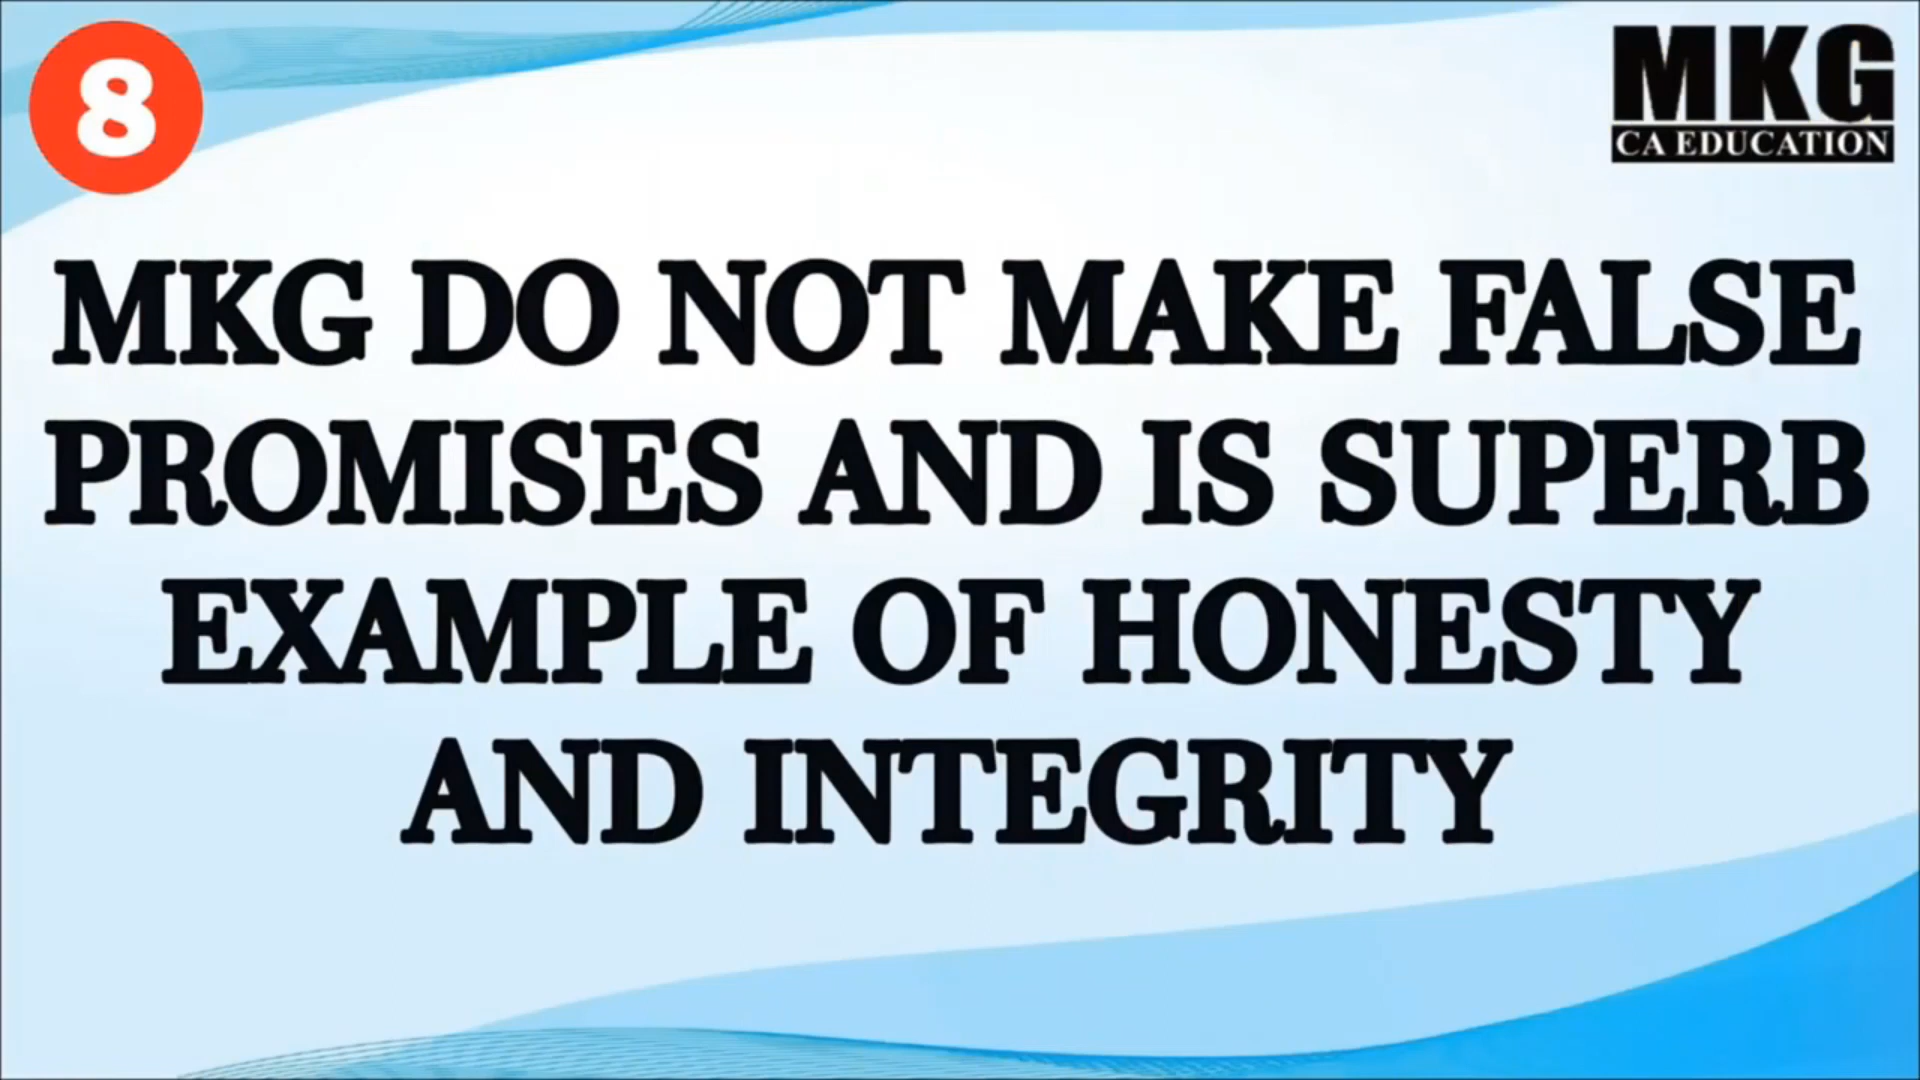 8
MKG
CA EDUCATION
MKG DO NOT MAKE FALSE
PROMISES AND IS SUPERB
EXAMPLE OF HONESTY
AND INTEGRITY